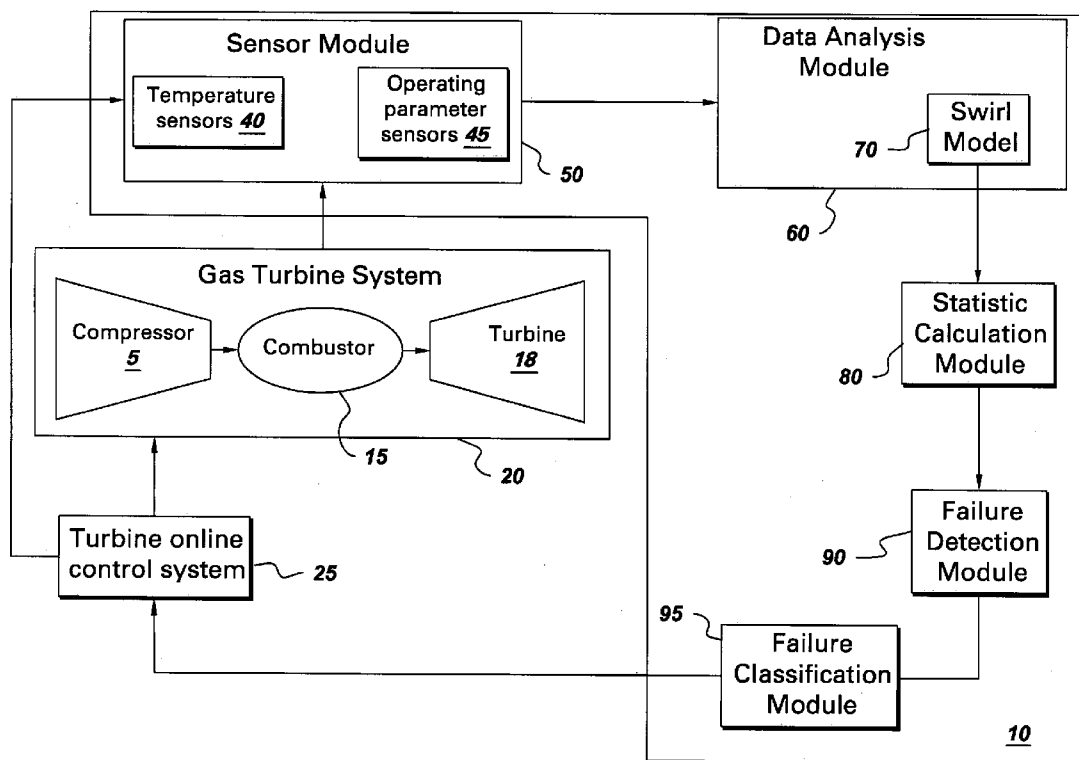 Sensor Module
Temperature
sensors 40
Operating
parameter
sensors 45
50
Data Analysis
Module
Swirl
Model
70
60
Gas Turbine System
Compressor
5
Combustor
Turbine
18
15
20
Statistic
Calculation
Module
80
Turbine online
control system
25
Failure
Detection
Module
90
95
Failure
Classification
Module
10